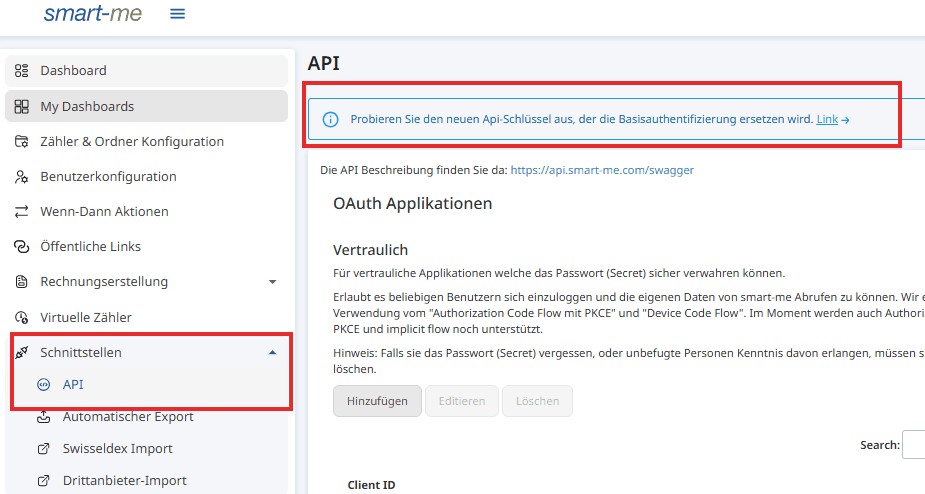 smart-me
Dashboard
My Dashboards
Zähler & Ordner Konfiguration
Benutzerkonfiguration
Wenn-Dann Aktionen
Öffentliche Links
Rechnungserstellung
Virtuelle Zähler
Schnittstellen
API
Automatischer Export
Swisseldex Import
Drittanbieter-Import
API
Probieren Sie den neuen Api-Schlüssel aus, der die Basisauthentifizierung ersetzen wird. Link →
Die API Beschreibung finden Sie da: https://api.smart-me.com/swagger
OAuth Applikationen
Vertraulich
Für vertrauliche Applikationen welche das Passwort (Secret) sicher verwahren können.
Erlaubt es beliebigen Benutzern sich einzuloggen und die eigenen Daten von smart-me Abrufen zu können. Wir e
Verwendung vom "Authorization Code Flow mit PKCE" und "Device Code Flow". Im Moment werden auch Autho
PKCE und implicit flow noch unterstützt.
Hinweis: Falls sie das Passwort (Secret) vergessen, oder unbefugte Personen Kenntnis davon erlangen, müssen s
löschen.
Hinzufügen Editieren Löschen
Search:
Client ID